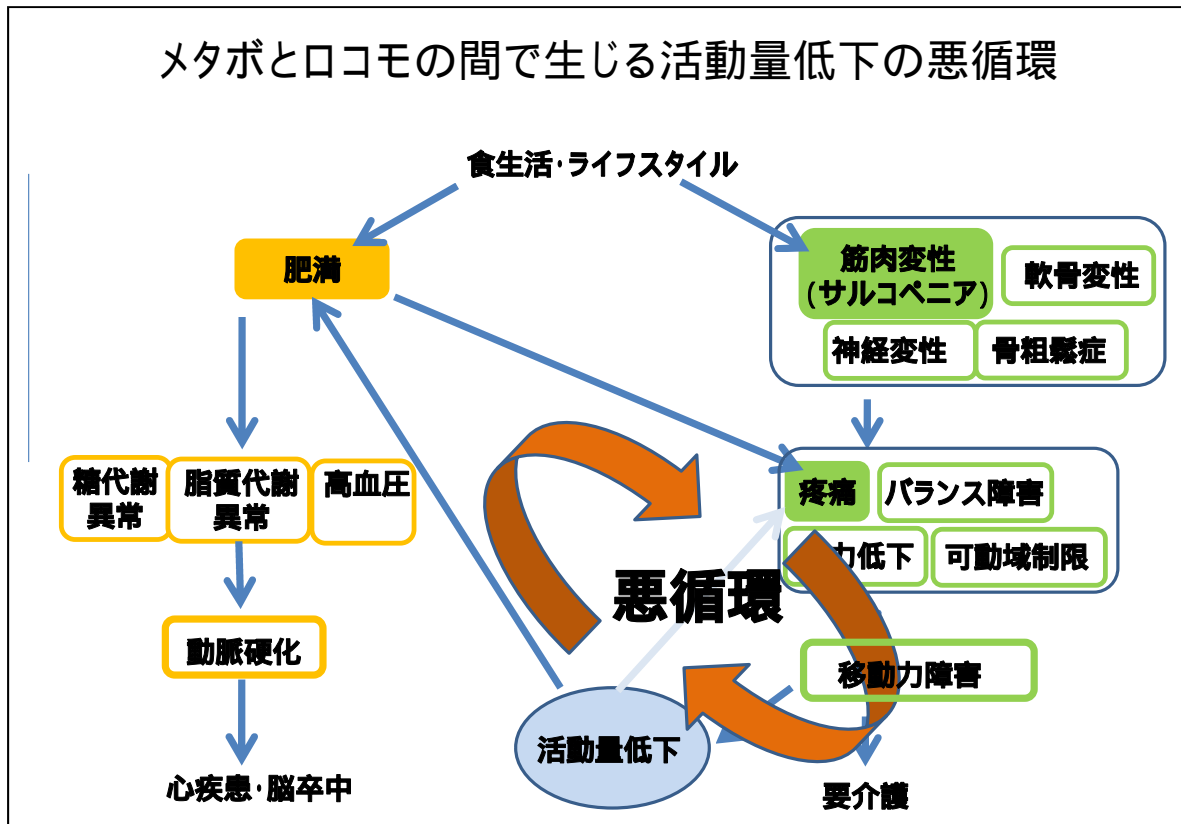 メタボとロコモの間で生じる活動量低下の悪循環
食生活・ライフスタイル
肥満
筋肉変性
(サルコペニア)
軟骨変性
神経変性
骨粗鬆症
糖代謝
異常
脂質代謝
異常
高血圧
疼痛
バランス障害
力低下
可動域制限
悪循環
動脈硬化
移動力障害
活動量低下
心疾患・脳卒中
要介護